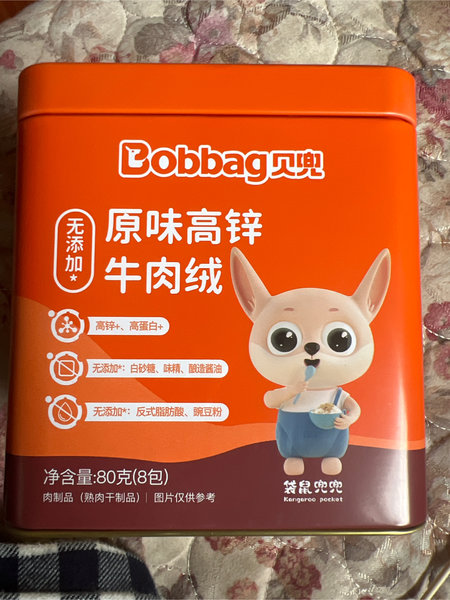 Bobbag贝兜
无添加*
原味高锌
牛肉绒
高锌+、高蛋白+
无添加*：白砂糖、味精、酿造酱油
无添加*：反式脂肪酸、豌豆粉
净含量:80克(8包)
肉制品（熟肉干制品）｜图片仅供参考
袋鼠兜兜
Kangaroo pocket